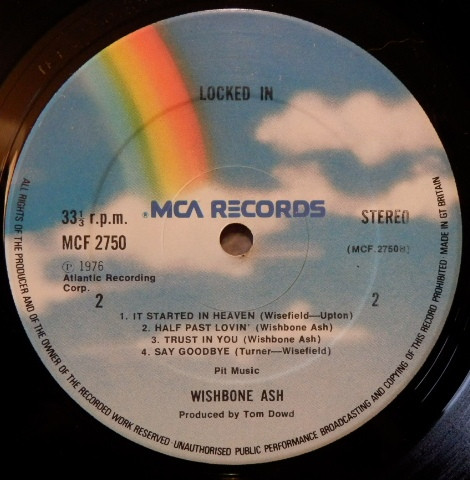 LOCKED IN
MCA RECORDS
33⅓ r.p.m.
STEREO
MCF 2750
(MCF.2750B)
℗ 1976
Atlantic Recording
Corp.
2
2
1. IT STARTED IN HEAVEN (Wisefield—Upton)
2. HALF PAST LOVIN' (Wishbone Ash)
3. TRUST IN YOU (Wishbone Ash)
4. SAY GOODBYE (Turner—Wisefield)
Pit Music
WISHBONE ASH
Produced by Tom Dowd
ALL RIGHTS OF THE PRODUCER AND OF THE OWNER OF THE RECORDED WORK RESERVED·UNAUTHORISED PUBLIC PERFORMANCE BROADCASTING AND COPYING OF THIS RECORD PROHIBITED MADE IN GT BRITAIN